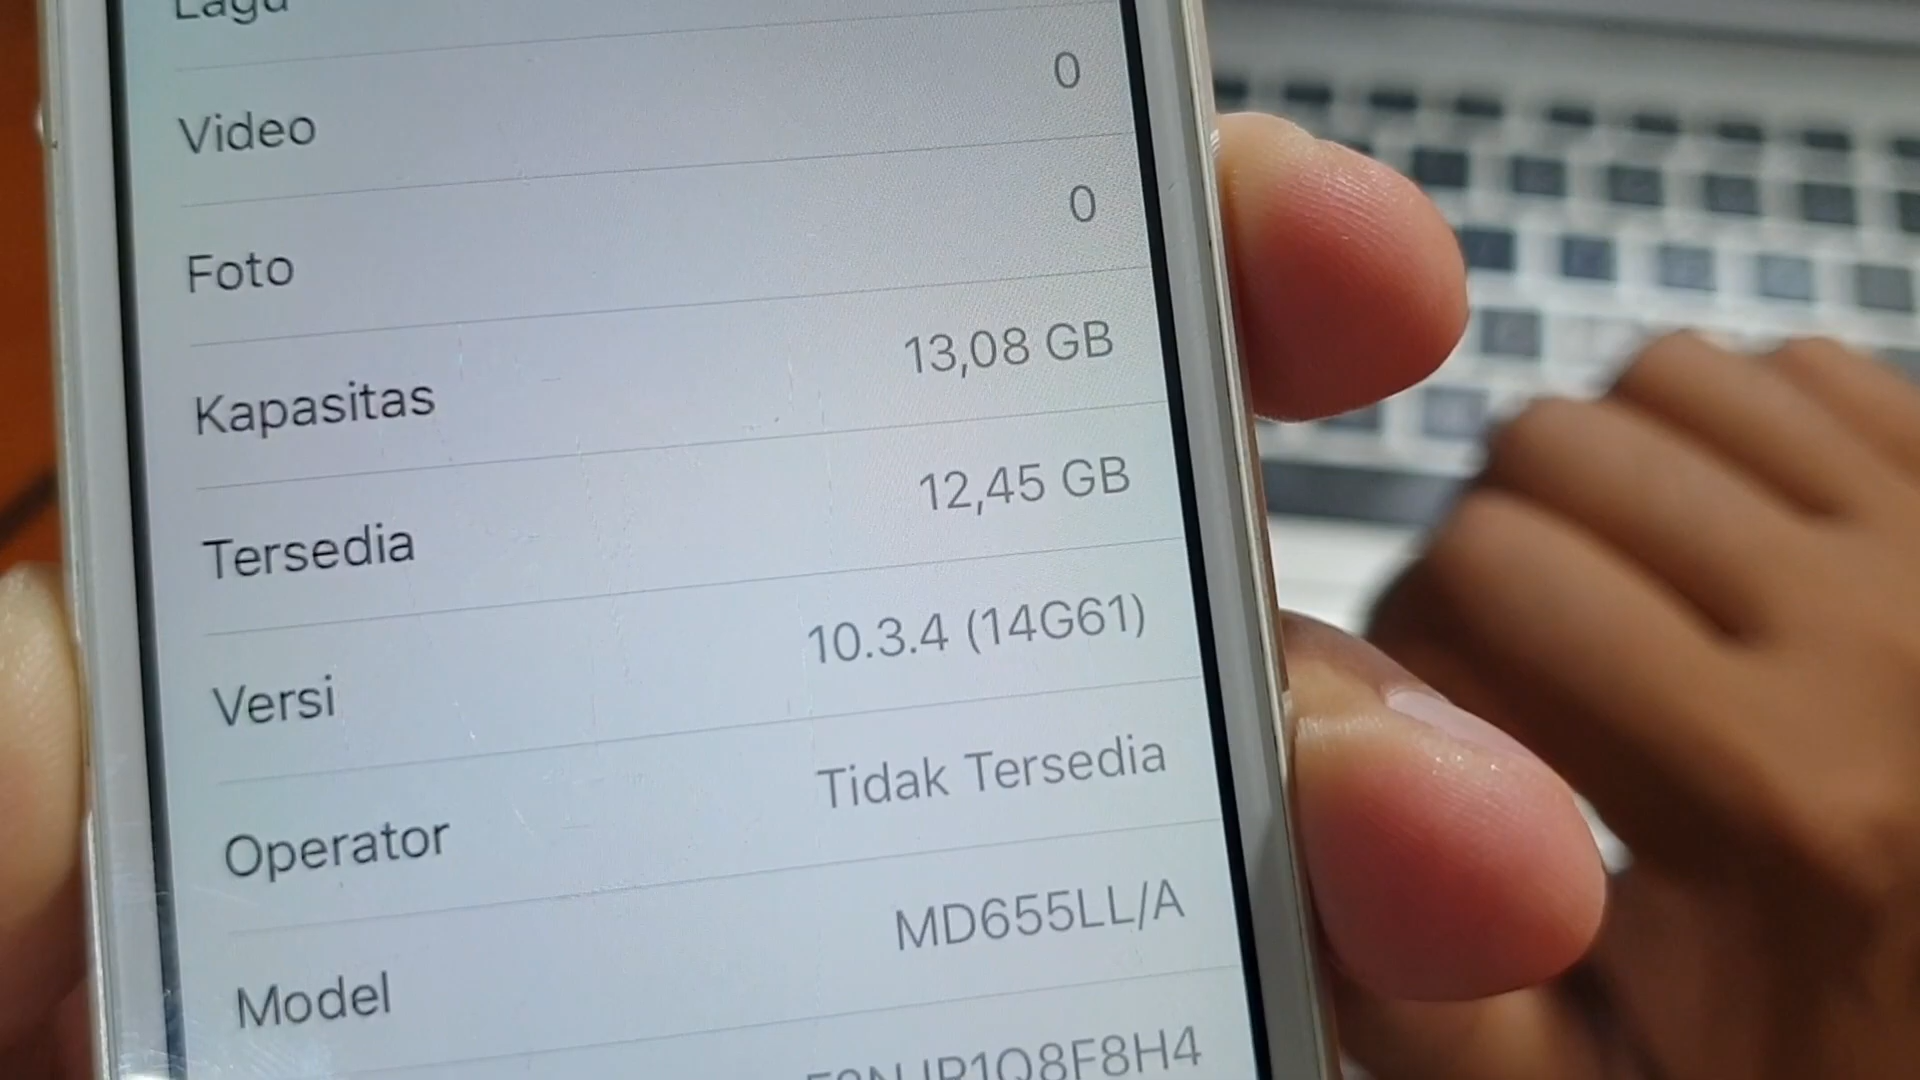 Lagu
Video 0
Foto 0
Kapasitas 13,08 GB
Tersedia 12,45 GB
Versi 10.3.4 (14G61)
Operator Tidak Tersedia
Model MD655LL/A